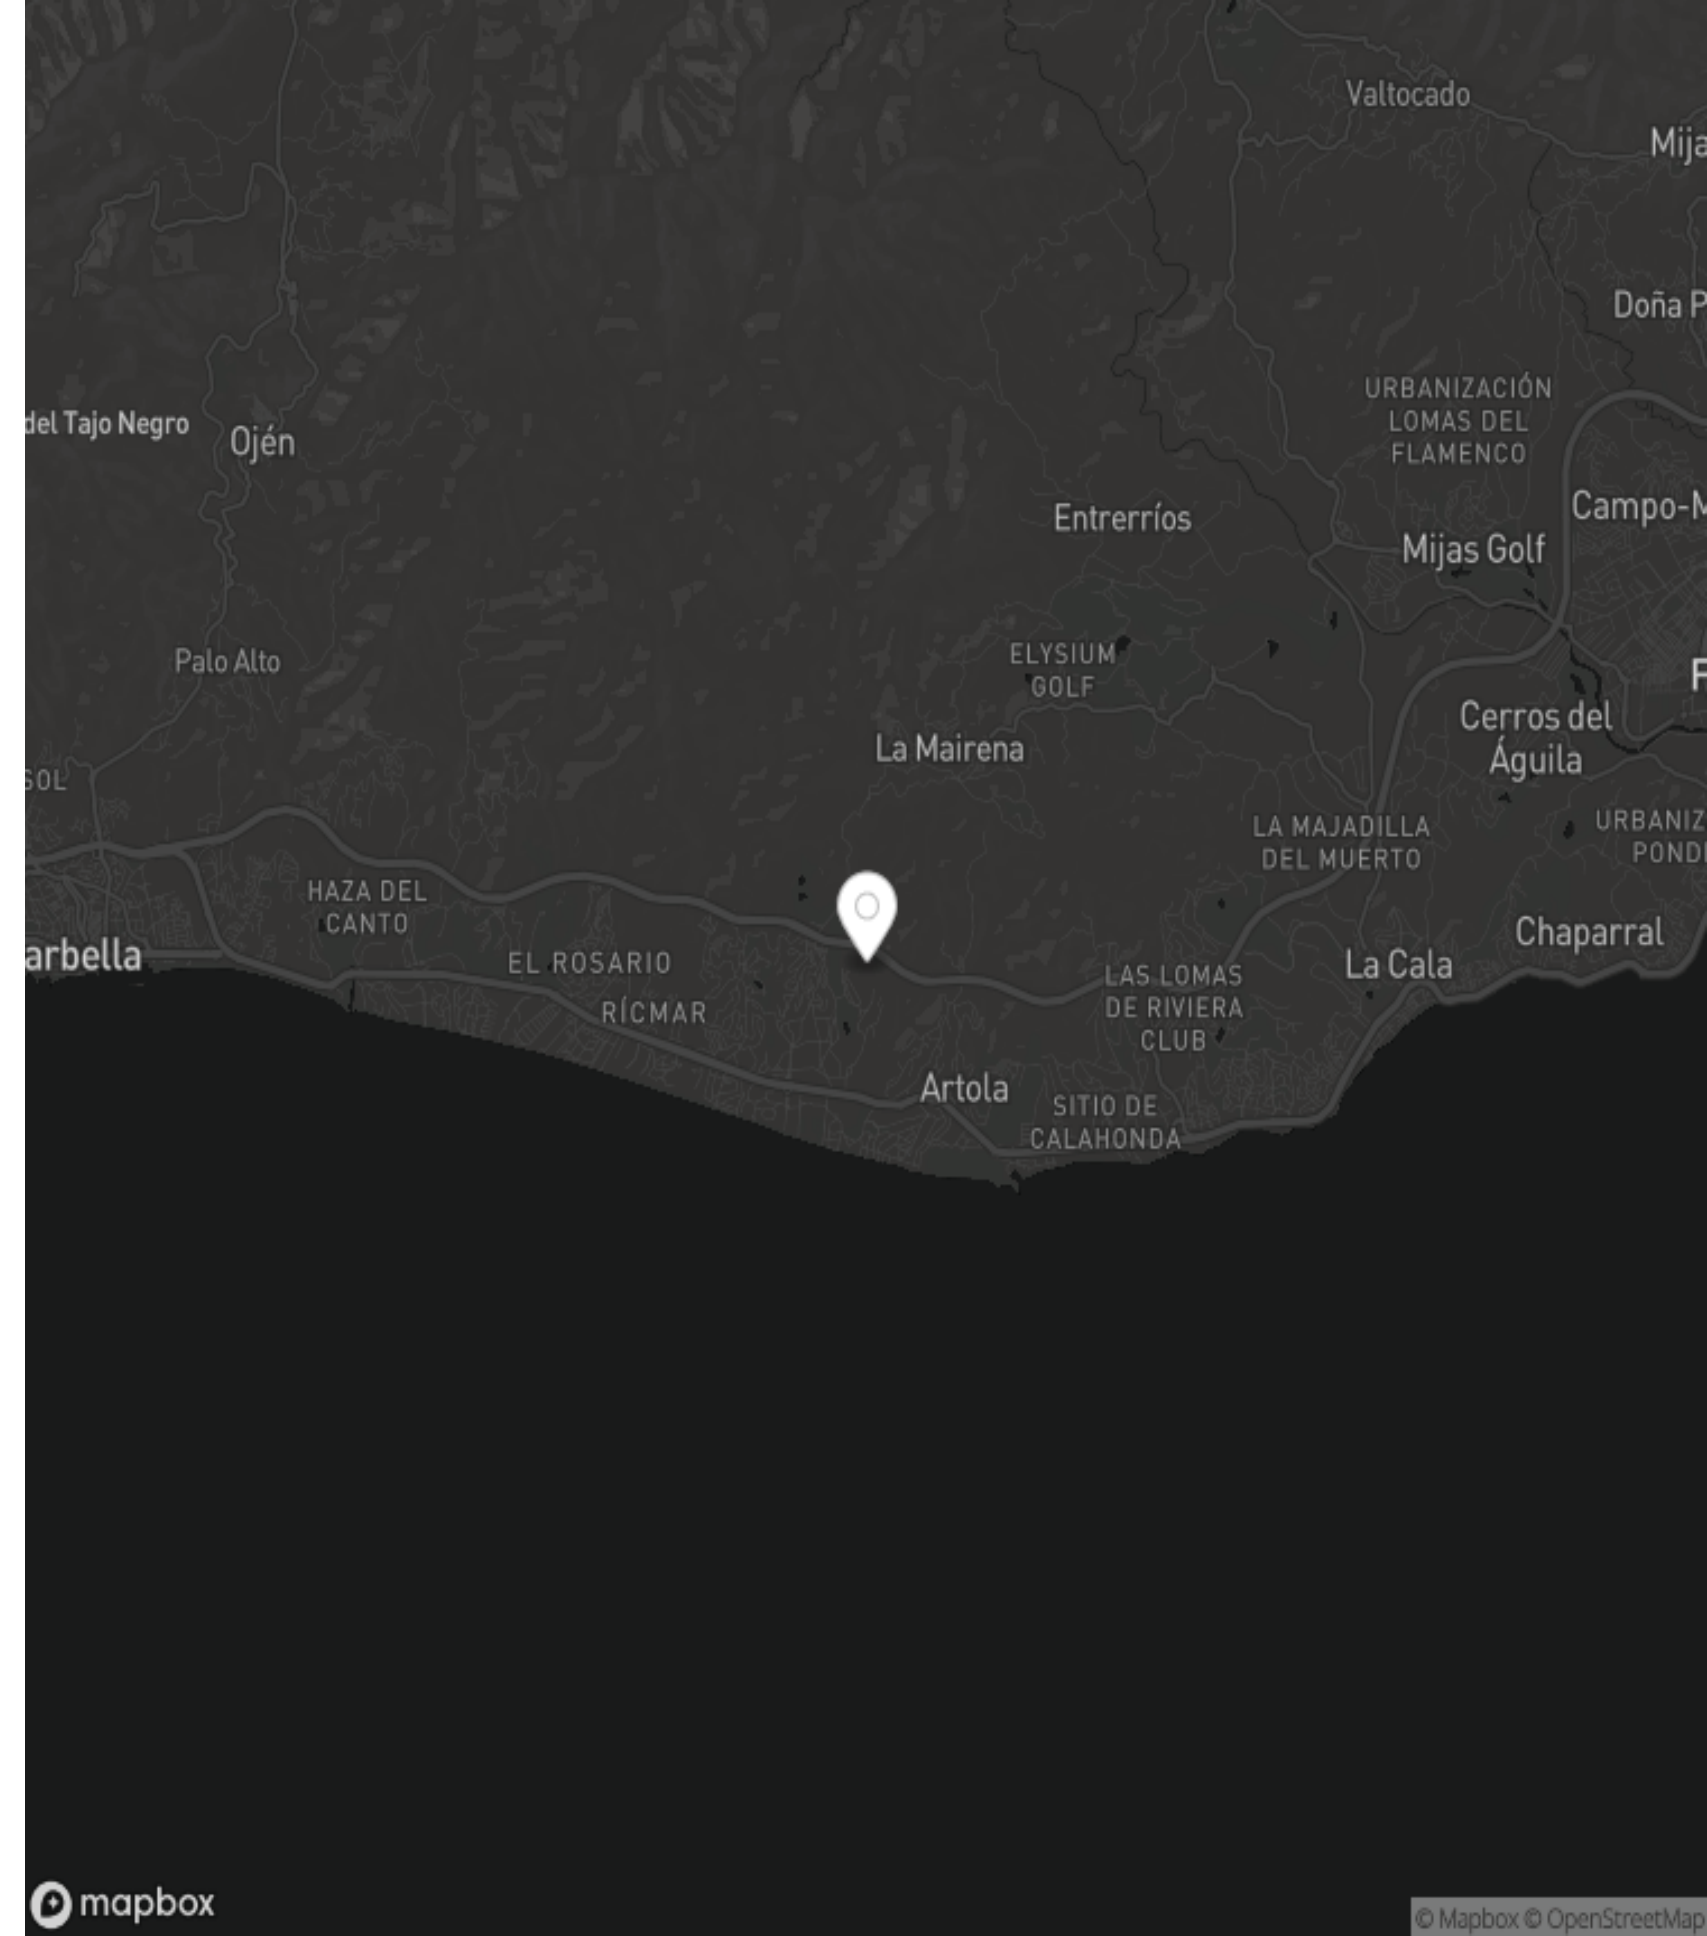 Valtocado
Mija
Doña P
URBANIZACIÓN
LOMAS DEL
FLAMENCO
del Tajo Negro
Ojén
Campo-M
Entrerríos
Mijas Golf
Palo Alto
ELYSIUM
GOLF
F
Cerros del
Águila
La Mairena
SOL
LA MAJADILLA
DEL MUERTO
URBANIZ
POND
HAZA DEL
CANTO
Chaparral
arbella
EL ROSARIO
La Cala
LAS LOMAS
DE RIVIERA
CLUB
RÍCMAR
Artola
SITIO DE
CALAHONDA
mapbox
© Mapbox © OpenStreetMap